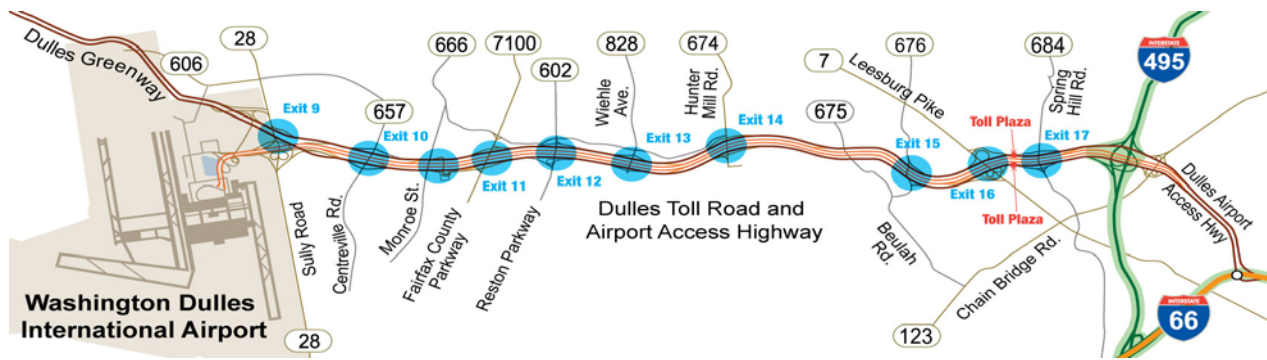 28
666
7100
828
674
676
684
INTERSTATE
495
Dulles Greenway
606
602
7
Leesburg Pike
Wiehle
Ave.
Hunter
Mill Rd.
Spring
Hill Rd.
Exit 9
657
Exit 10
Exit 13
Exit 14
675
Toll Plaza
Exit 15
Exit 17
Exit 11
Exit 12
Exit 16
Toll Plaza
Sully Road
Centreville Rd.
Monroe St.
Fairfax County
Parkway
Reston Parkway
Dulles Toll Road and
Airport Access Highway
Beulah
Rd.
Chain Bridge Rd.
Dulles Airport
Access Hwy
Washington Dulles
International Airport
28
123
INTERSTATE
66